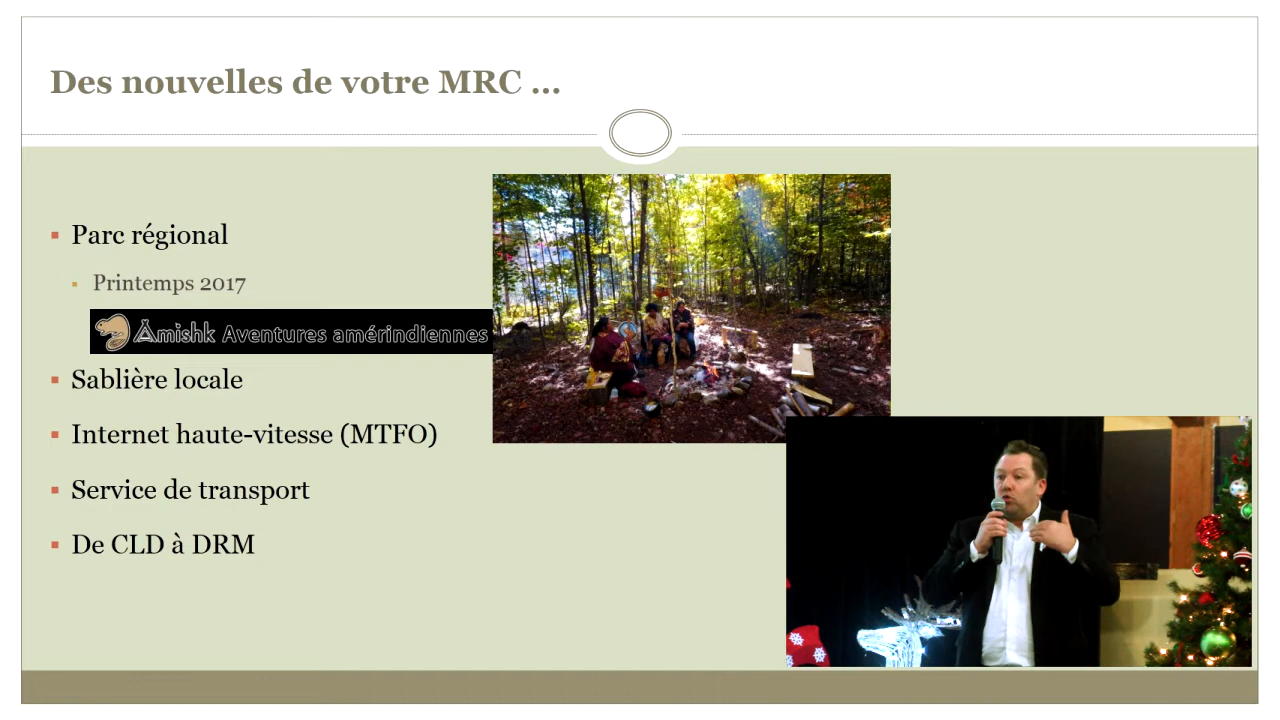 Des nouvelles de votre MRC ...
Parc régional
Printemps 2017
Amishk Aventures amérindiennes
Sablière locale
Internet haute-vitesse (MTFO)
Service de transport
De CLD à DRM